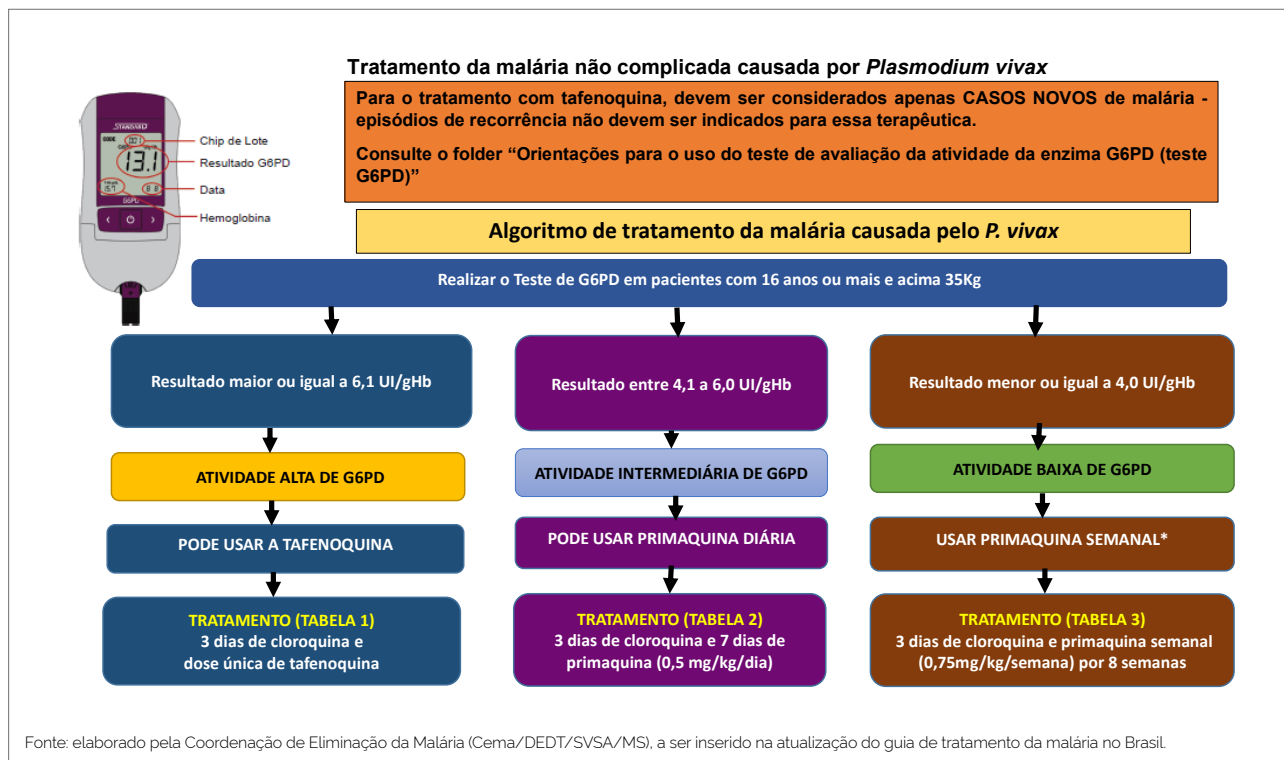 Tratamento da malária não complicada causada por Plasmodium vivax
Para o tratamento com tafenoquina, devem ser considerados apenas CASOS NOVOS de malária -
episódios de recorrência não devem ser indicados para essa terapêutica.
Consulte o folder “Orientações para o uso do teste de avaliação da atividade da enzima G6PD (teste
G6PD)”
STANDARD
CODE
001
13.1
15.7
8 8
G6PD
Chip de Lote
Resultado G6PD
Data
Hemoglobina
Algoritmo de tratamento da malária causada pelo P. vivax
Realizar o Teste de G6PD em pacientes com 16 anos ou mais e acima 35Kg
Resultado maior ou igual a 6,1 UI/gHb
Resultado entre 4,1 a 6,0 UI/gHb
Resultado menor ou igual a 4,0 UI/gHb
ATIVIDADE ALTA DE G6PD
ATIVIDADE INTERMEDIÁRIA DE G6PD
ATIVIDADE BAIXA DE G6PD
PODE USAR A TAFENOQUINA
PODE USAR PRIMAQUINA DIÁRIA
USAR PRIMAQUINA SEMANAL*
TRATAMENTO (TABELA 1)
3 dias de cloroquina e
dose única de tafenoquina
TRATAMENTO (TABELA 2)
3 dias de cloroquina e 7 dias de
primaquina (0,5 mg/kg/dia)
TRATAMENTO (TABELA 3)
3 dias de cloroquina e primaquina semanal
(0,75mg/kg/semana) por 8 semanas
Fonte: elaborado pela Coordenação de Eliminação da Malária (Cema/DEDT/SVSA/MS), a ser inserido na atualização do guia de tratamento da malária no Brasil.